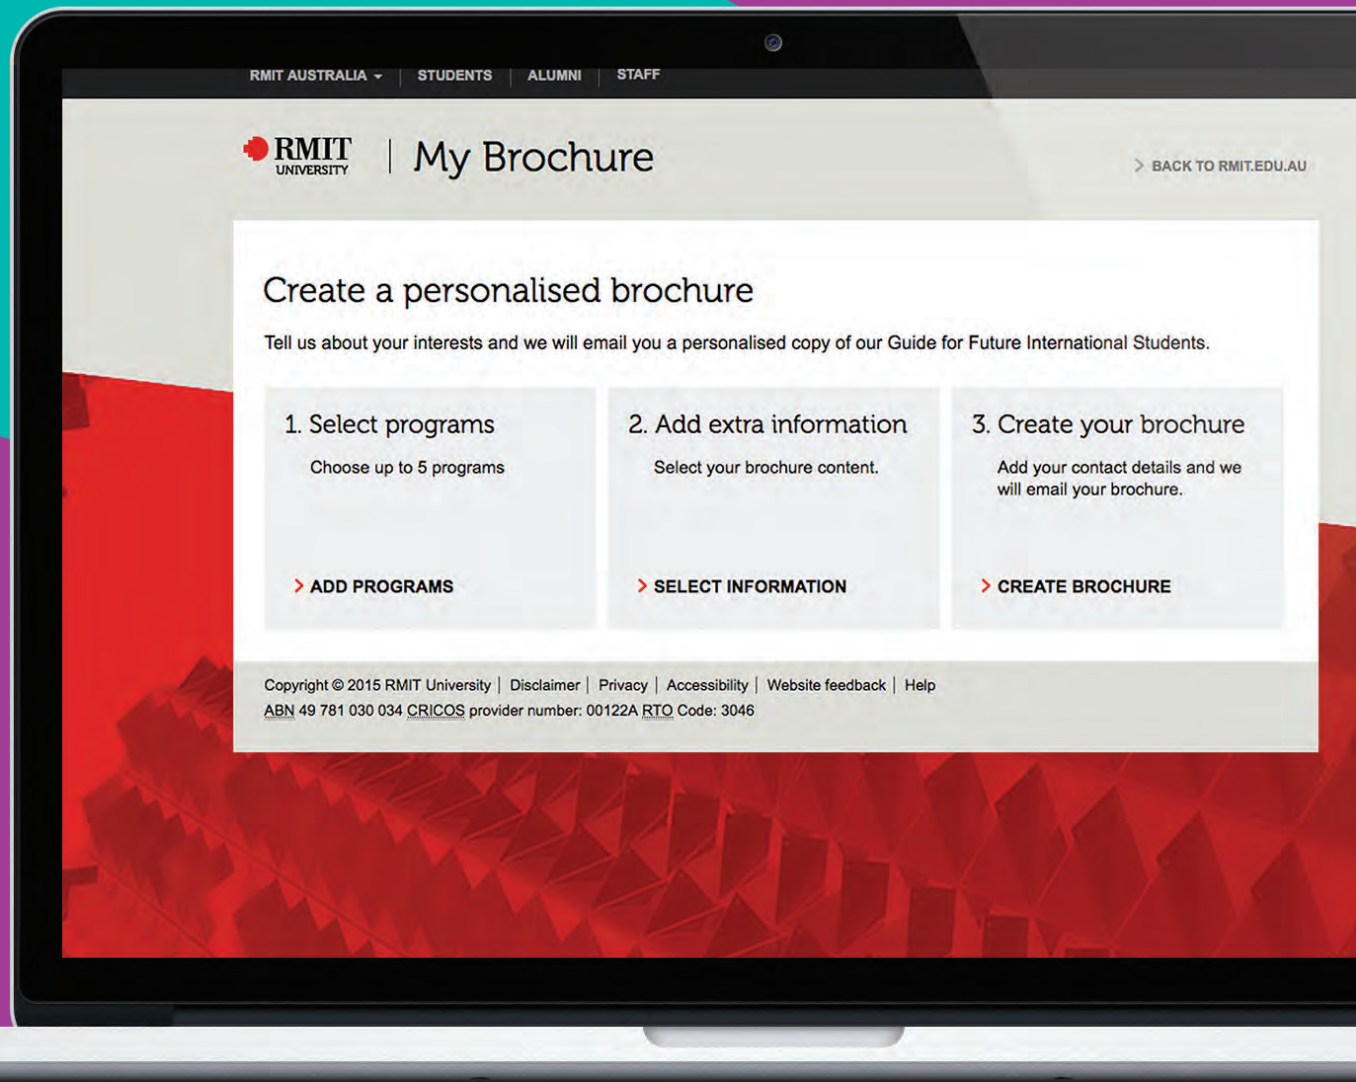 RMIT AUSTRALIA | STUDENTS | ALUMNI | STAFF
RMIT UNIVERSITY | My Brochure
> BACK TO RMIT.EDU.AU
Create a personalised brochure
Tell us about your interests and we will email you a personalised copy of our Guide for Future International Students.
1. Select programs
Choose up to 5 programs
> ADD PROGRAMS
2. Add extra information
Select your brochure content.
> SELECT INFORMATION
3. Create your brochure
Add your contact details and we
will email your brochure.
> CREATE BROCHURE
Copyright © 2015 RMIT University | Disclaimer | Privacy | Accessibility | Website feedback | Help
ABN 49 781 030 034 CRICOS provider number: 00122A RTO Code: 3046